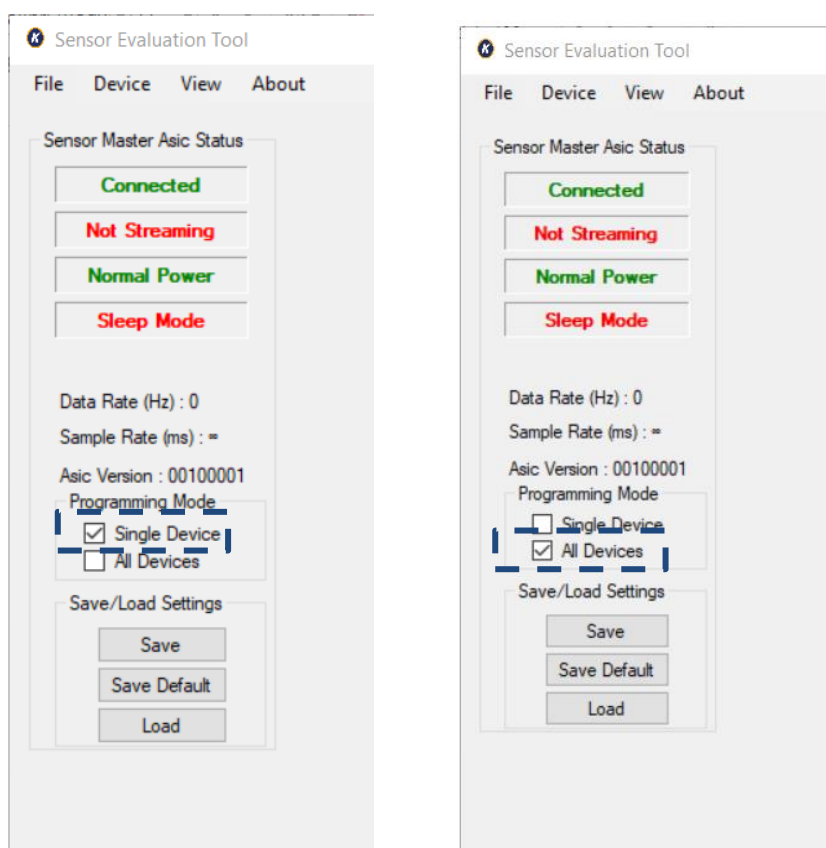 Sensor Evaluation Tool
File Device View About
Sensor Master Asic Status
Connected
Not Streaming
Normal Power
Sleep Mode
Data Rate (Hz) : 0
Sample Rate (ms) : ∞
Asic Version : 00100001
Programming Mode
Single Device
All Devices
Save/Load Settings
Save
Save Default
Load
Sensor Evaluation Tool
File Device View About
Sensor Master Asic Status
Connected
Not Streaming
Normal Power
Sleep Mode
Data Rate (Hz) : 0
Sample Rate (ms) : ∞
Asic Version : 00100001
Programming Mode
Single Device
All Devices
Save/Load Settings
Save
Save Default
Load